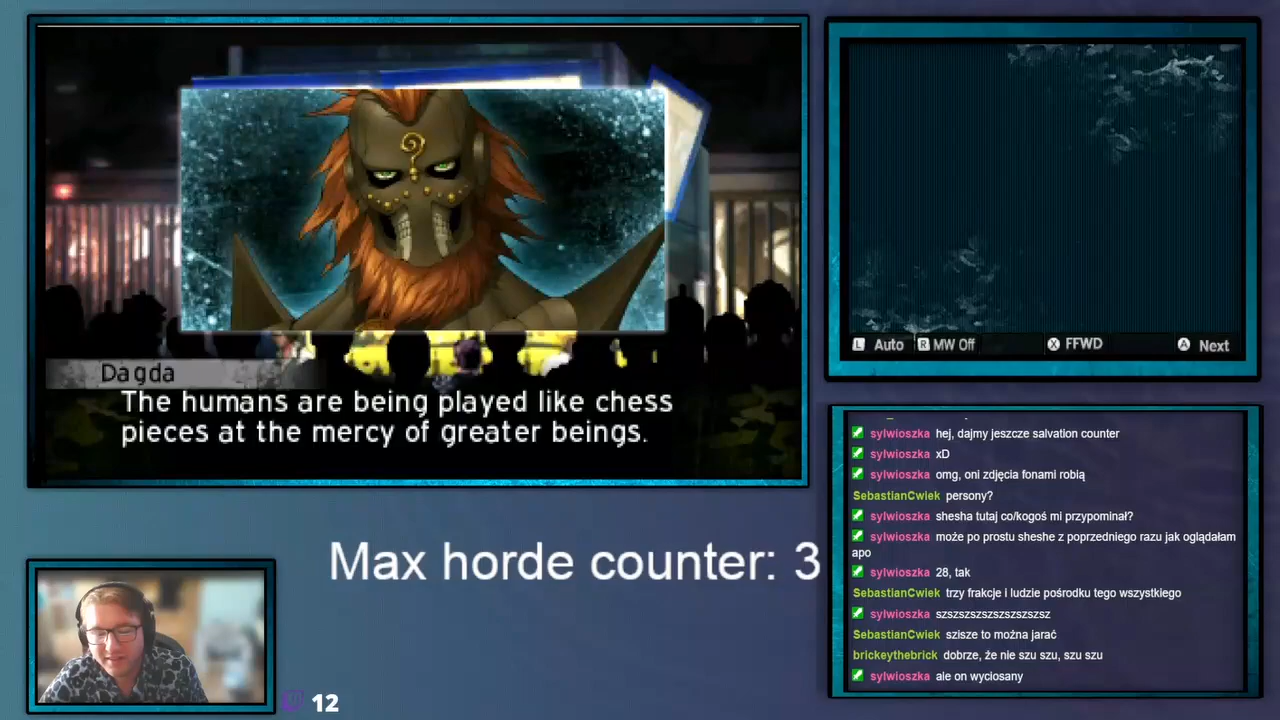 Dagda
The humans are being played like chess
pieces at the mercy of greater beings.
L Auto R MW Off X FFWD A Next
Max horde counter: 3
sylwioszka hej, dajmy jeszcze salvation counter
sylwioszka xD
sylwioszka omg, oni zdjęcia fonami robią
SebastianCwiek persony?
sylwioszka shesha tutaj co/kogoś mi przypominał?
sylwioszka może po prostu sheshe z poprzedniego razu jak oglądałam
apo
sylwioszka 28, tak
SebastianCwiek trzy frakcje i ludzie pośrodku tego wszystkiego
sylwioszka szszszszszszszszszsz
SebastianCwiek szisze to można jarać
brickeythebrick dobrze, że nie szu szu, szu szu
sylwioszka ale on wyciosany
12